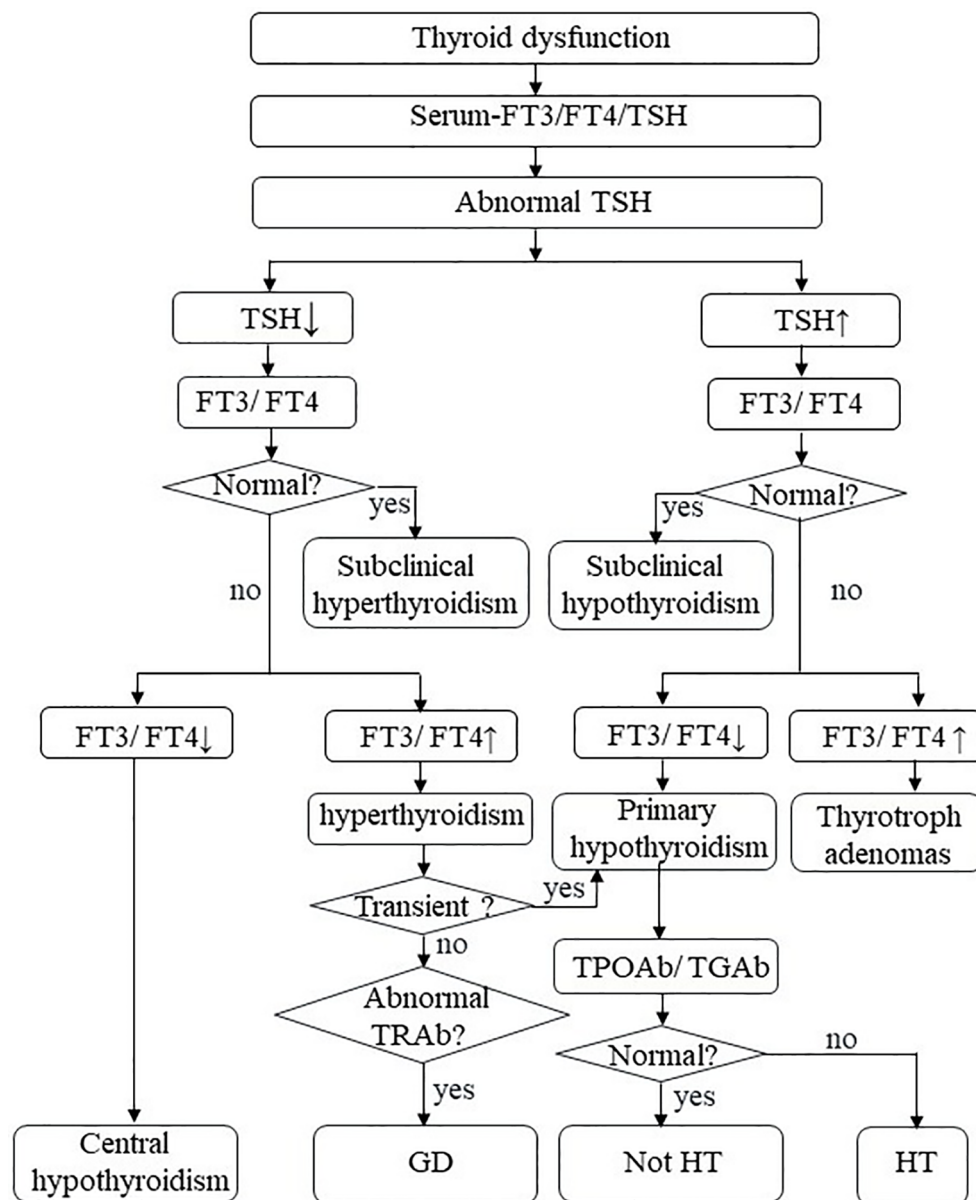 Thyroid dysfunction
Serum-FT3/FT4/TSH
Abnormal TSH
TSH↓
TSH↑
FT3/ FT4
FT3/ FT4
Normal?
yes
yes
Normal?
Subclinical
hyperthyroidism
Subclinical
hypothyroidism
no
no
FT3/ FT4↓
FT3/ FT4↑
FT3/ FT4↓
FT3/ FT4 ↑
hyperthyroidism
Primary
hypothyroidism
Thyrotroph
adenomas
Transient ?
yes
no
TPOAb/ TGAb
Abnormal
TRAb?
Normal?
no
yes
yes
Central
hypothyroidism
GD
Not HT
HT